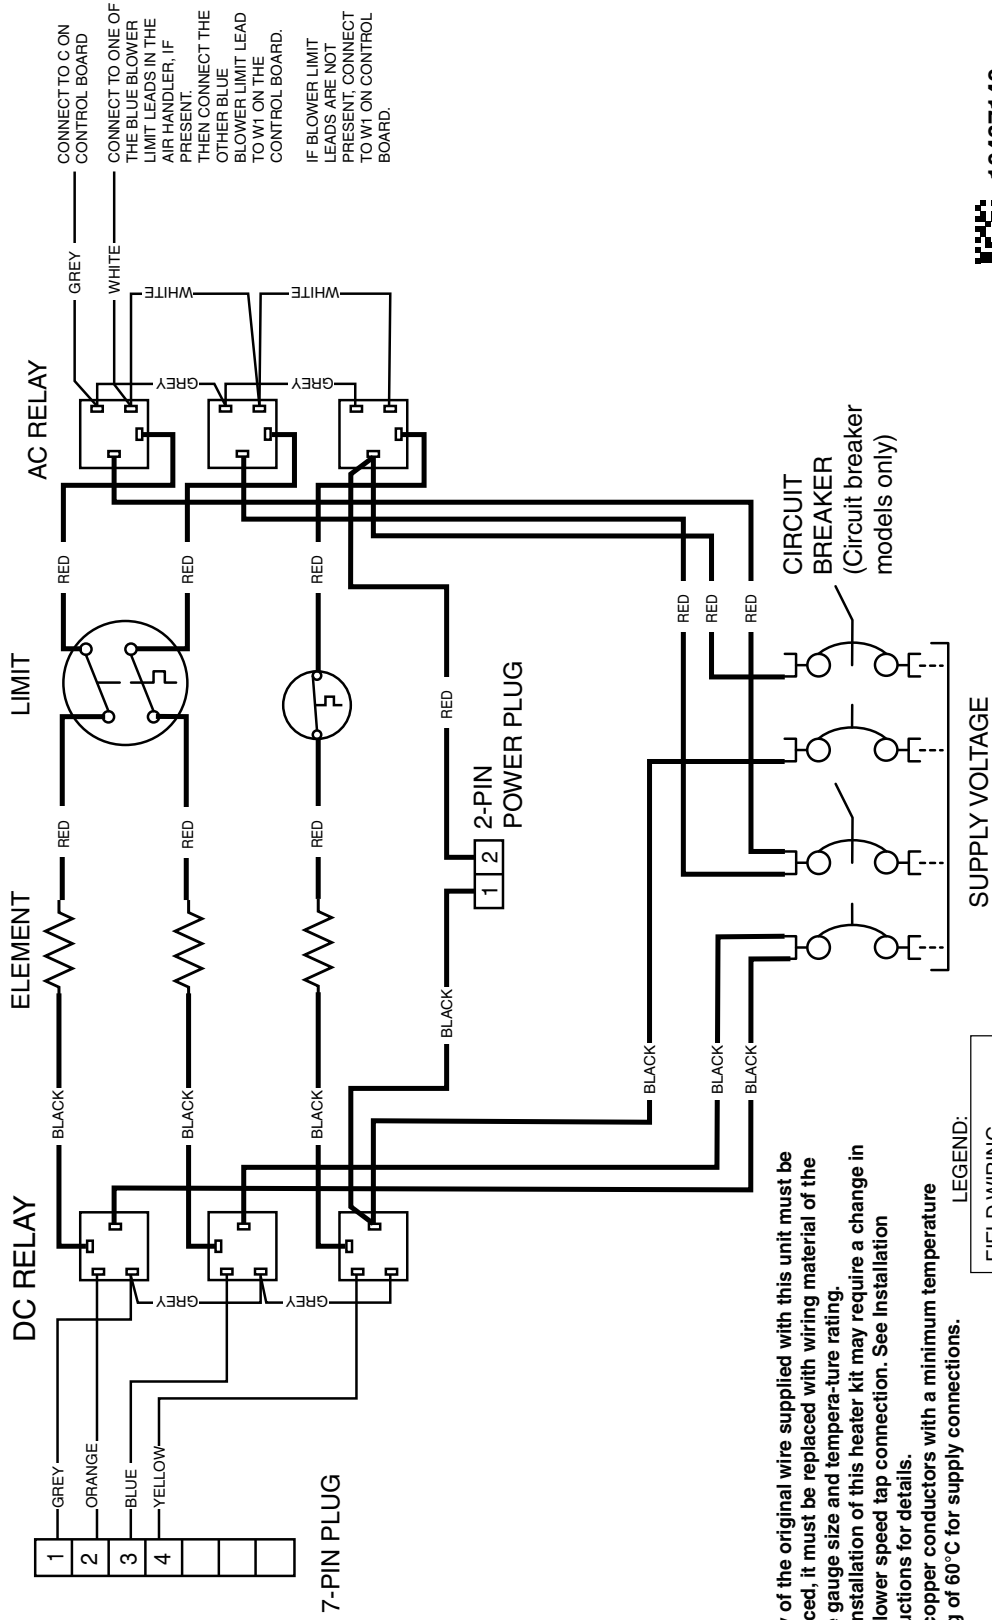 DC RELAY
ELEMENT
LIMIT
AC RELAY
CONNECT TO C ON
CONTROL BOARD
CONNECT TO ONE OF
THE BLUE BLOWER
LIMIT LEADS IN THE
AIR HANDLER, IF
PRESENT.
THEN CONNECT THE
OTHER BLUE
BLOWER LIMIT LEAD
TO W1 ON THE
CONTROL BOARD.
IF BLOWER LIMIT
LEADS ARE NOT
PRESENT, CONNECT
TO W1 ON CONTROL
BOARD.
1
GREY
BLACK
RED
RED
GREY
2
ORANGE
WHITE
3
BLUE
4
YELLOW
GREY
GREY
WHITE
BLACK
RED
RED
GREY
GREY
WHITE
BLACK
RED
RED
7-PIN PLUG
BLACK
RED
1
2
2-PIN
POWER PLUG
BLACK
RED
BLACK
RED
BLACK
RED
CIRCUIT
BREAKER
(Circuit breaker
models only)
SUPPLY VOLTAGE
of the original wire supplied with this unit must be
it must be replaced with wiring material of the
gauge size and tempera-ture rating.
of this heater kit may require a change in
speed tap connection. See Installation
for details.
copper conductors with a minimum temperature
of 60°C for supply connections.
LEGEND: